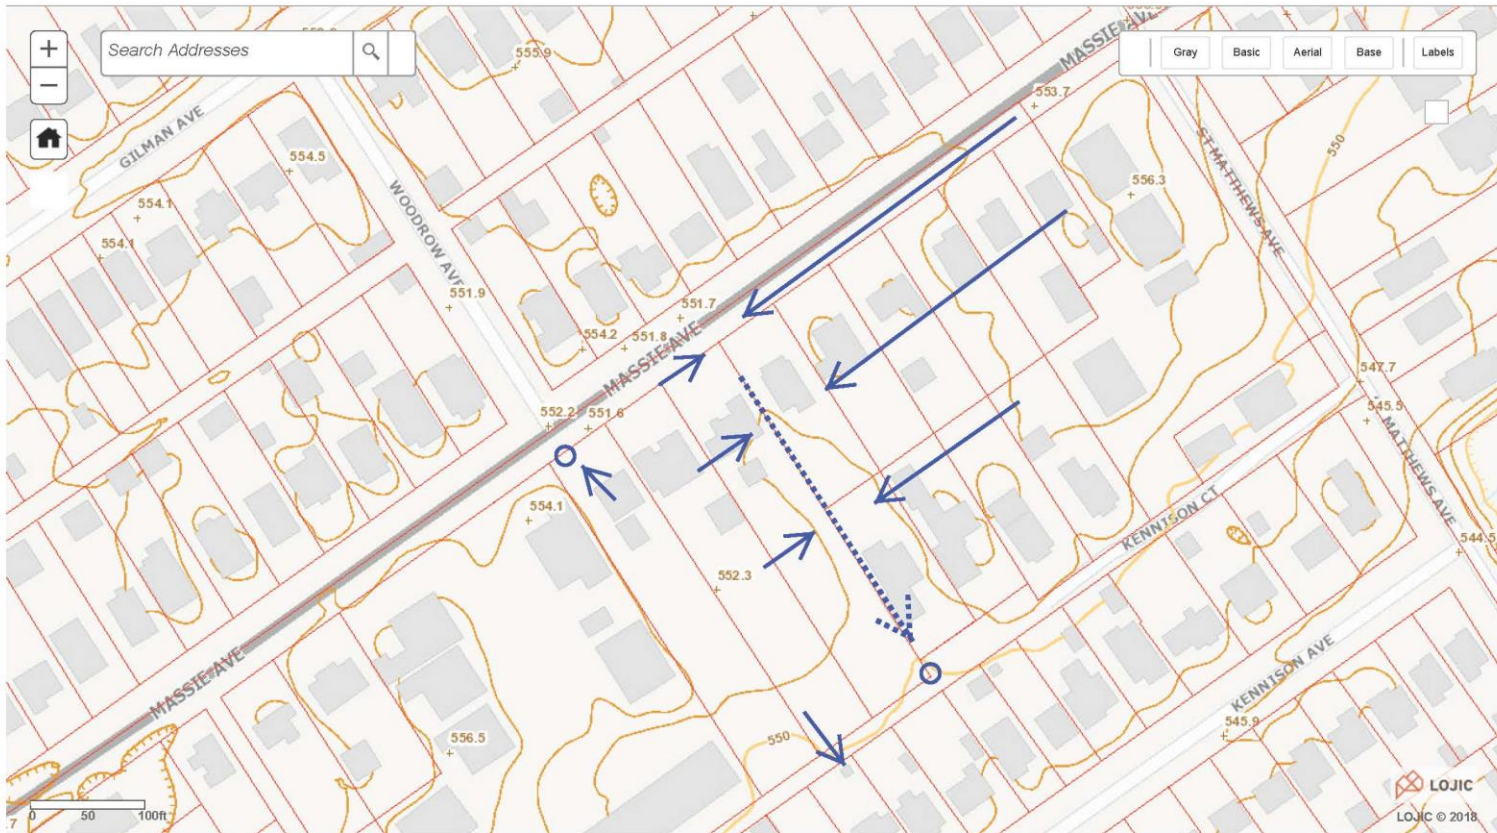 +
Search Addresses
−
Gray
Basic
Aerial
Base
Labels
MASSIE AVE
555.9
553.7
GILMAN AVE
554.5
ST MATTHEWS AVE
550
WOODROW AVE
556.3
554.1
554.1
551.9
551.7
554.2
551.8
MASSIE AVE
547.7
545.5
552.2
551.6
MATTHEWS AVE
554.1
KENNISON CT
544.5
552.3
KENNISON AVE
MASSIE AVE
545.9
550
556.5
LOJIC
0 50 100ft
LOJIC © 2018